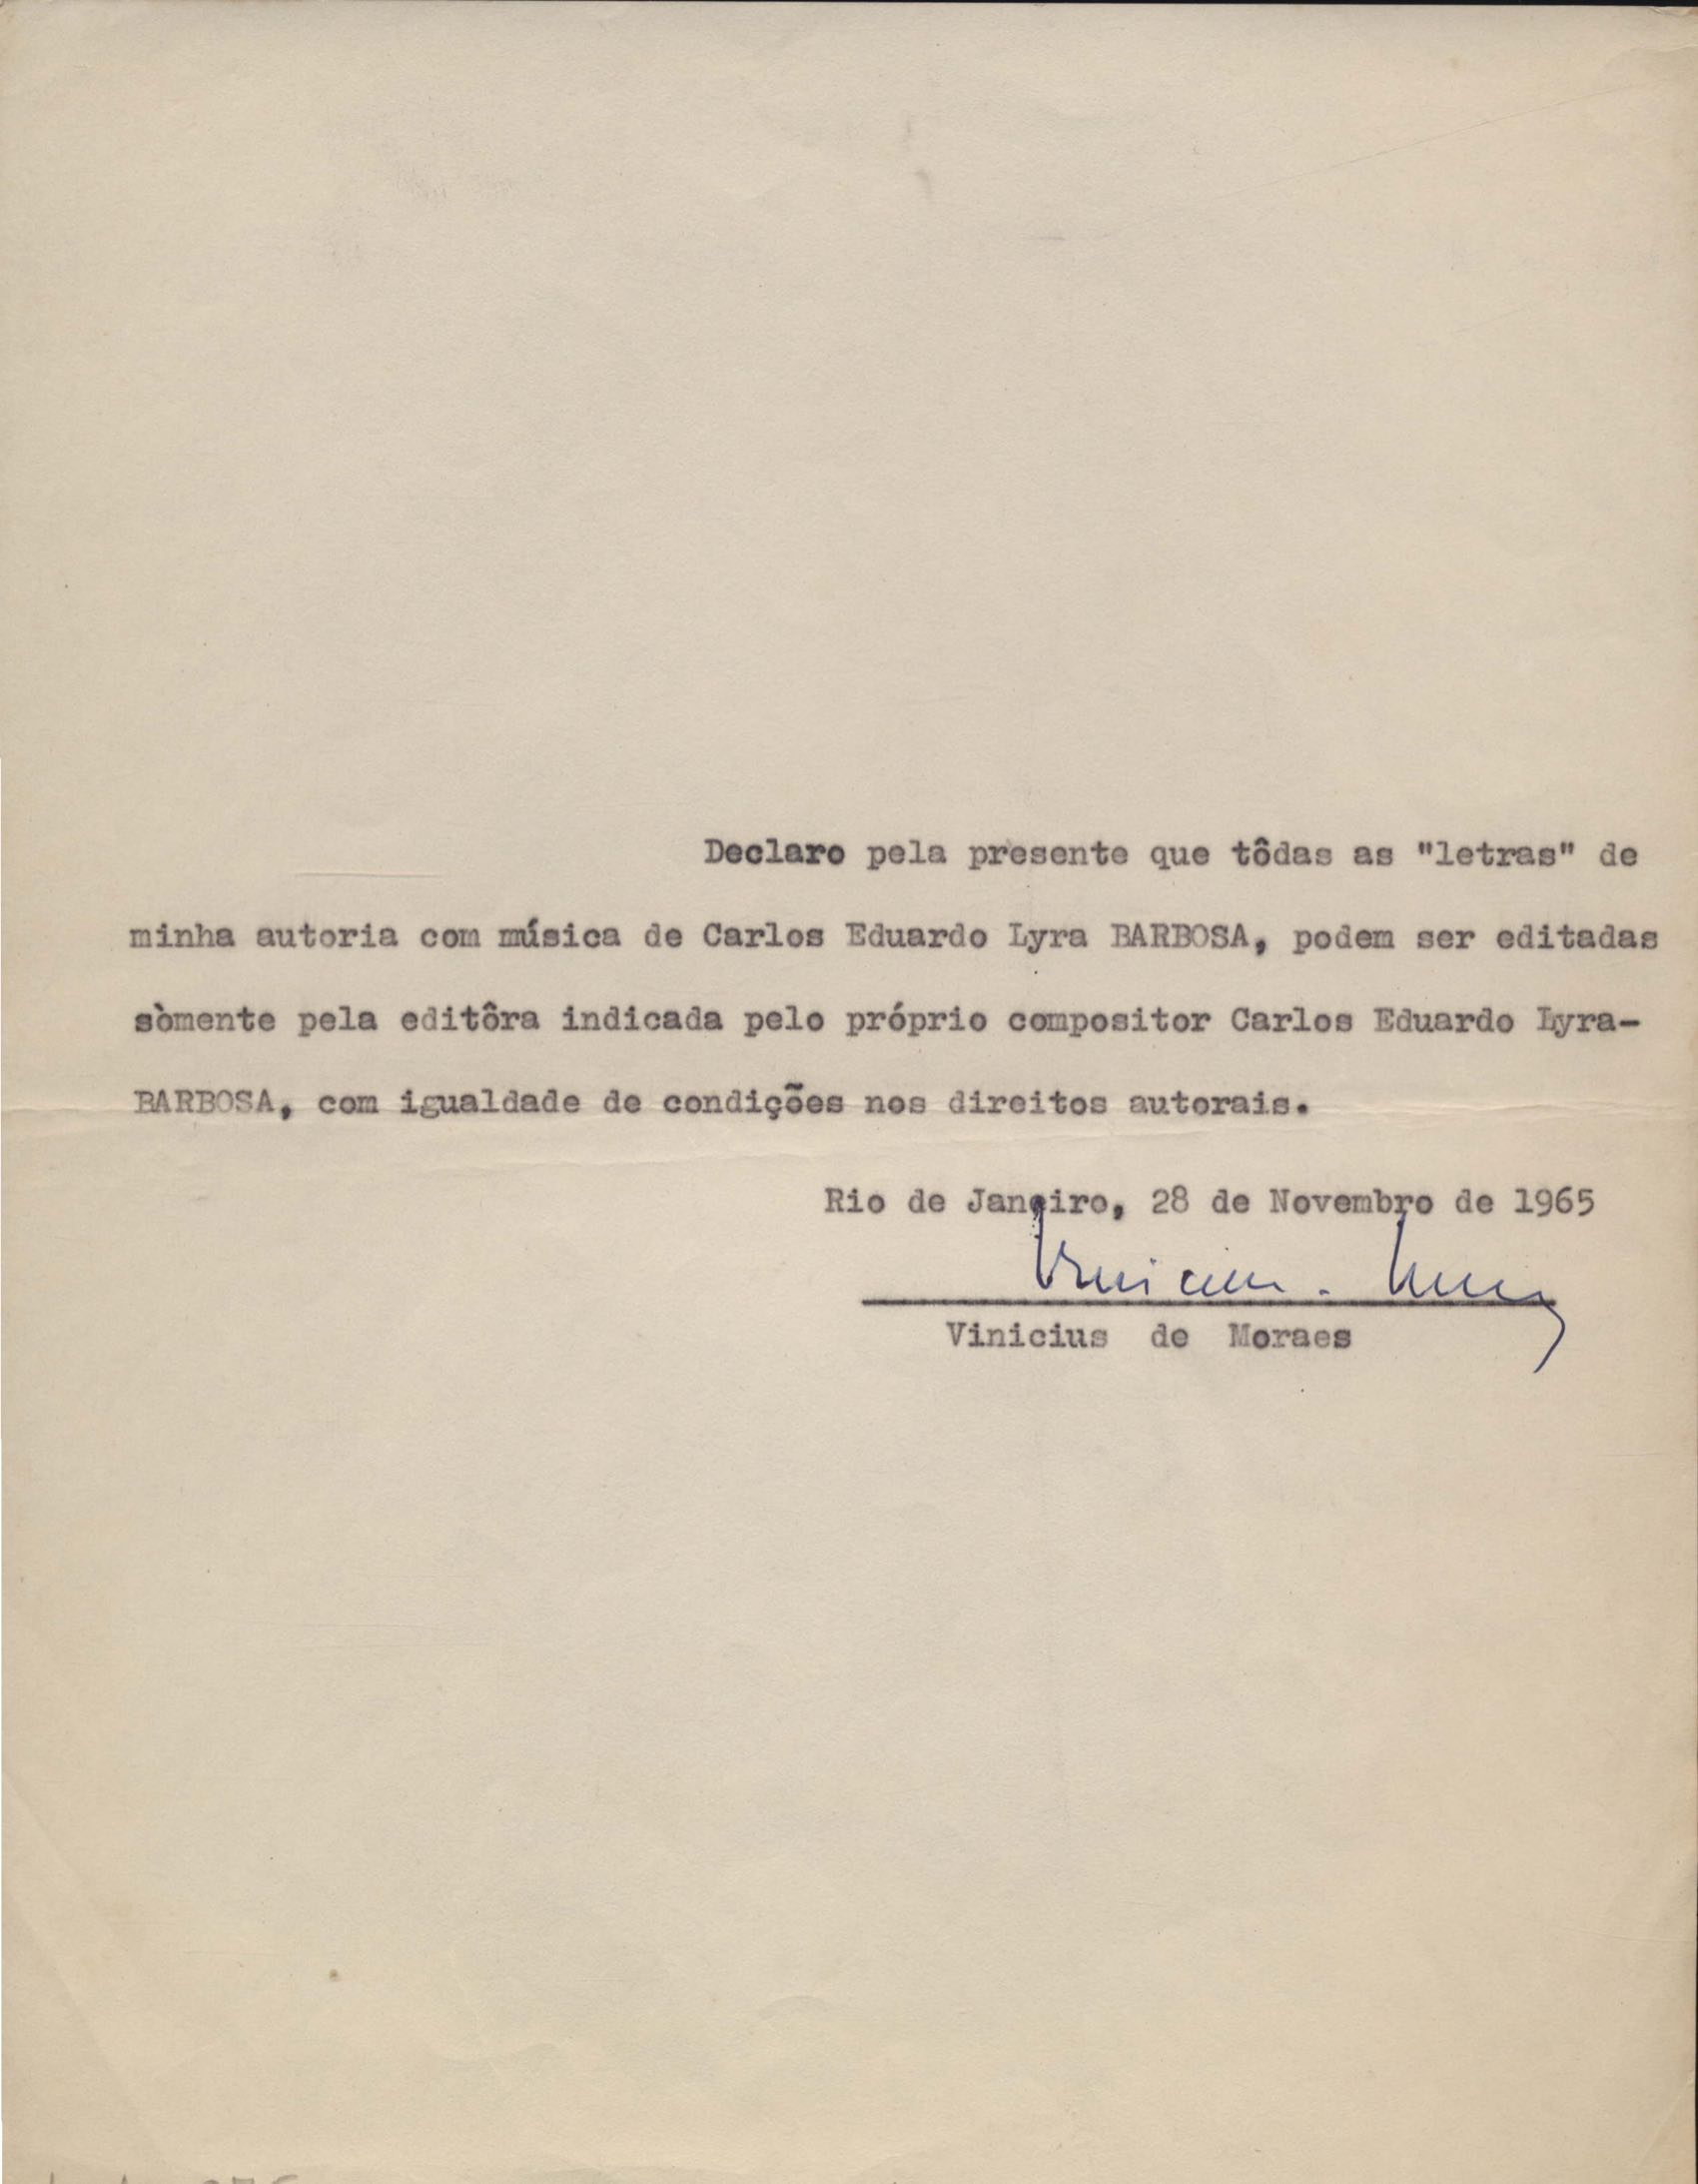 Declaro pela presente que tôdas as "letras" de
minha autoria com música de Carlos Eduardo Lyra BARBOSA, podem ser editadas
sòmente pela editôra indicada pelo próprio compositor Carlos Eduardo Lyra-
BARBOSA, com igualdade de condições nos direitos autorais.
Rio de Janeiro, 28 de Novembro de 1965
Vinicius de Moraes